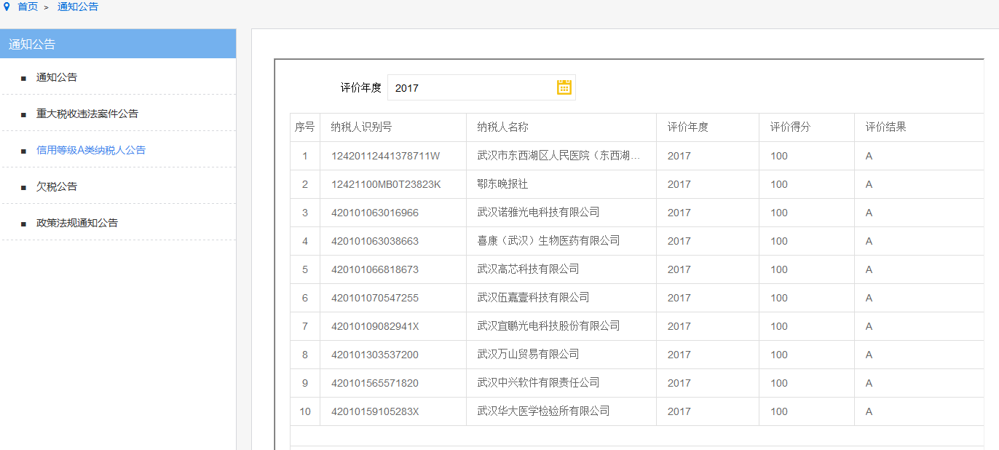 首页 > 通知公告
通知公告
通知公告
重大税收违法案件公告
信用等级A类纳税人公告
欠税公告
政策法规通知公告
评价年度 2017
序号 纳税人识别号 纳税人名称 评价年度 评价得分 评价结果
1 12420112441378711W 武汉市东西湖区人民医院（东西湖... 2017 100 A
2 12421100MB0T23823K 鄂东晚报社 2017 100 A
3 420101063016966 武汉诺雅光电科技有限公司 2017 100 A
4 420101063038663 喜康（武汉）生物医药有限公司 2017 100 A
5 420101066818673 武汉高芯科技有限公司 2017 100 A
6 420101070547255 武汉伍嘉壹科技有限公司 2017 100 A
7 42010109082941X 武汉宜鹏光电科技股份有限公司 2017 100 A
8 420101303537200 武汉万山贸易有限公司 2017 100 A
9 420101565571820 武汉中兴软件有限责任公司 2017 100 A
10 42010159105283X 武汉华大医学检验所有限公司 2017 100 A